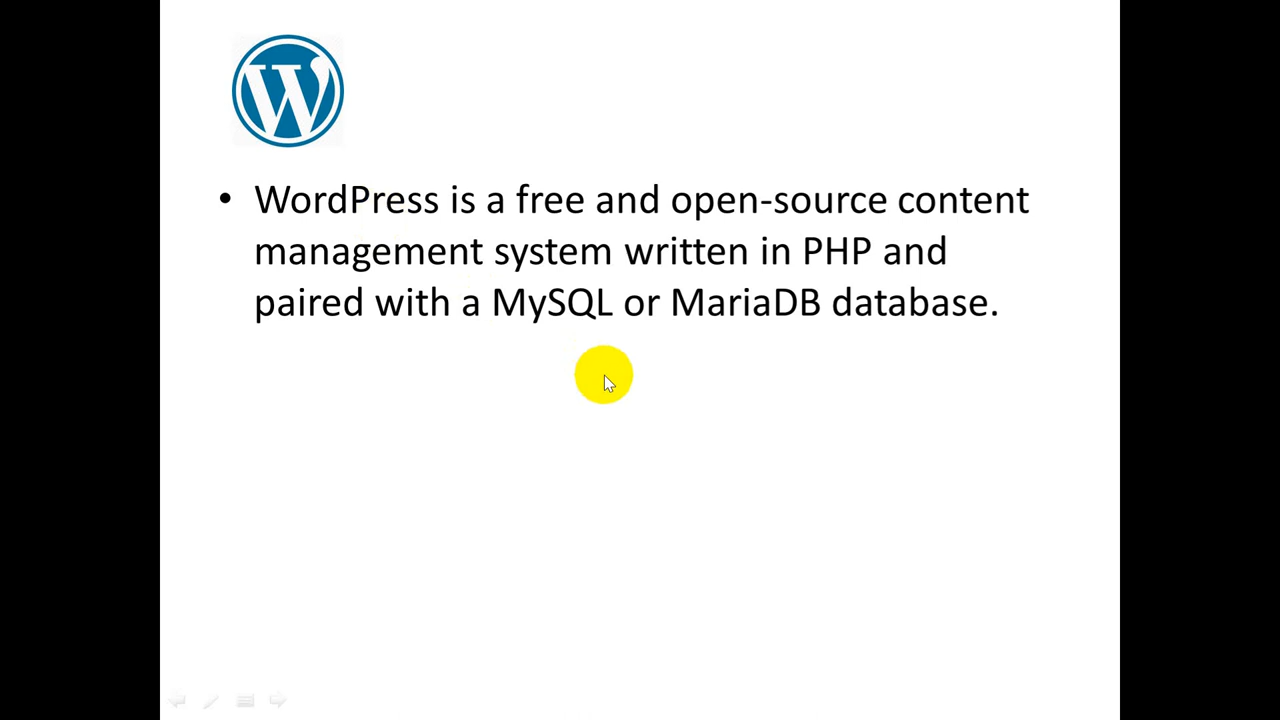 W
• WordPress is a free and open-source content
management system written in PHP and
paired with a MySQL or MariaDB database.